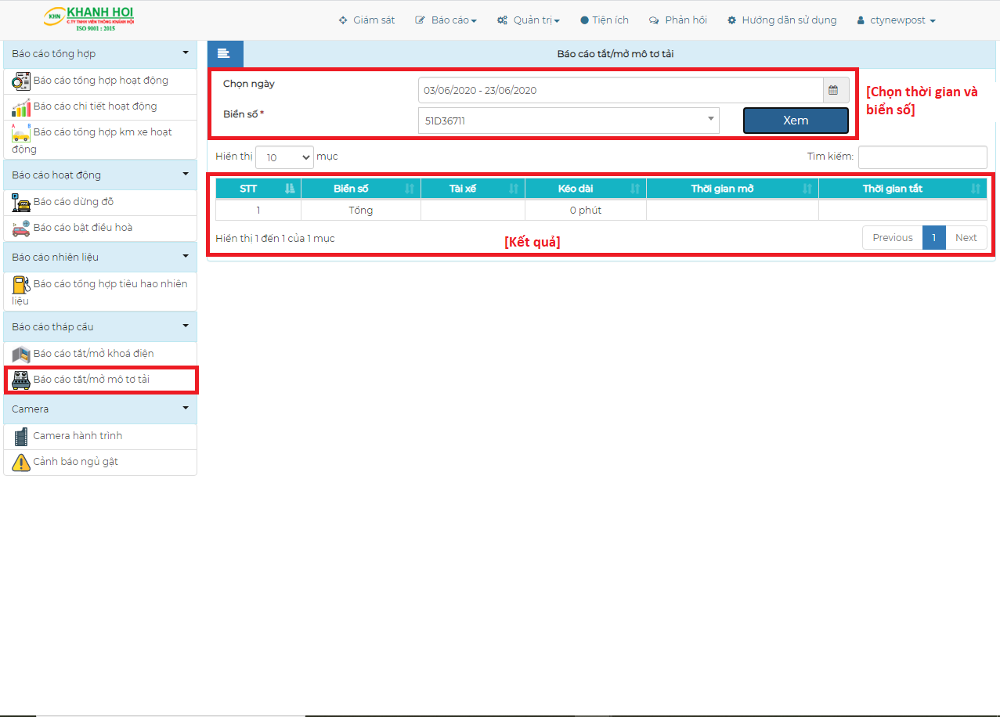 KHN
KHANH HOI
C.TY TNHH VIỄN THÔNG KHÁNH HỘI
ISO 9001 : 2015
Giám sát
Báo cáo
Quản trị
Tiện ích
Phản hồi
Hướng dẫn sử dụng
ctynewpost
Báo cáo tổng hợp
Báo cáo tổng hợp hoạt động
Báo cáo chi tiết hoạt động
A B
Báo cáo tổng hợp km xe hoạt
động
Báo cáo hoạt động
Báo cáo dừng đỗ
Báo cáo bật điều hoà
Báo cáo nhiên liệu
Báo cáo tổng hợp tiêu hao nhiên
liệu
Báo cáo tháp cẩu
Báo cáo tắt/mở khoá điện
Báo cáo tắt/mở mô tơ tải
Camera
Camera hành trình
Cảnh báo ngủ gật
Báo cáo tắt/mở mô tơ tải
Chọn ngày
03/06/2020 - 23/06/2020
Biển số *
51D36711
Xem
[Chọn thời gian và
biển số]
Hiển thị 10 mục
Tìm kiếm:
STT Biển số Tài xế Kéo dài Thời gian mở Thời gian tắt
1 Tổng 0 phút
Hiển thị 1 đến 1 của 1 mục
[Kết quả]
Previous 1 Next